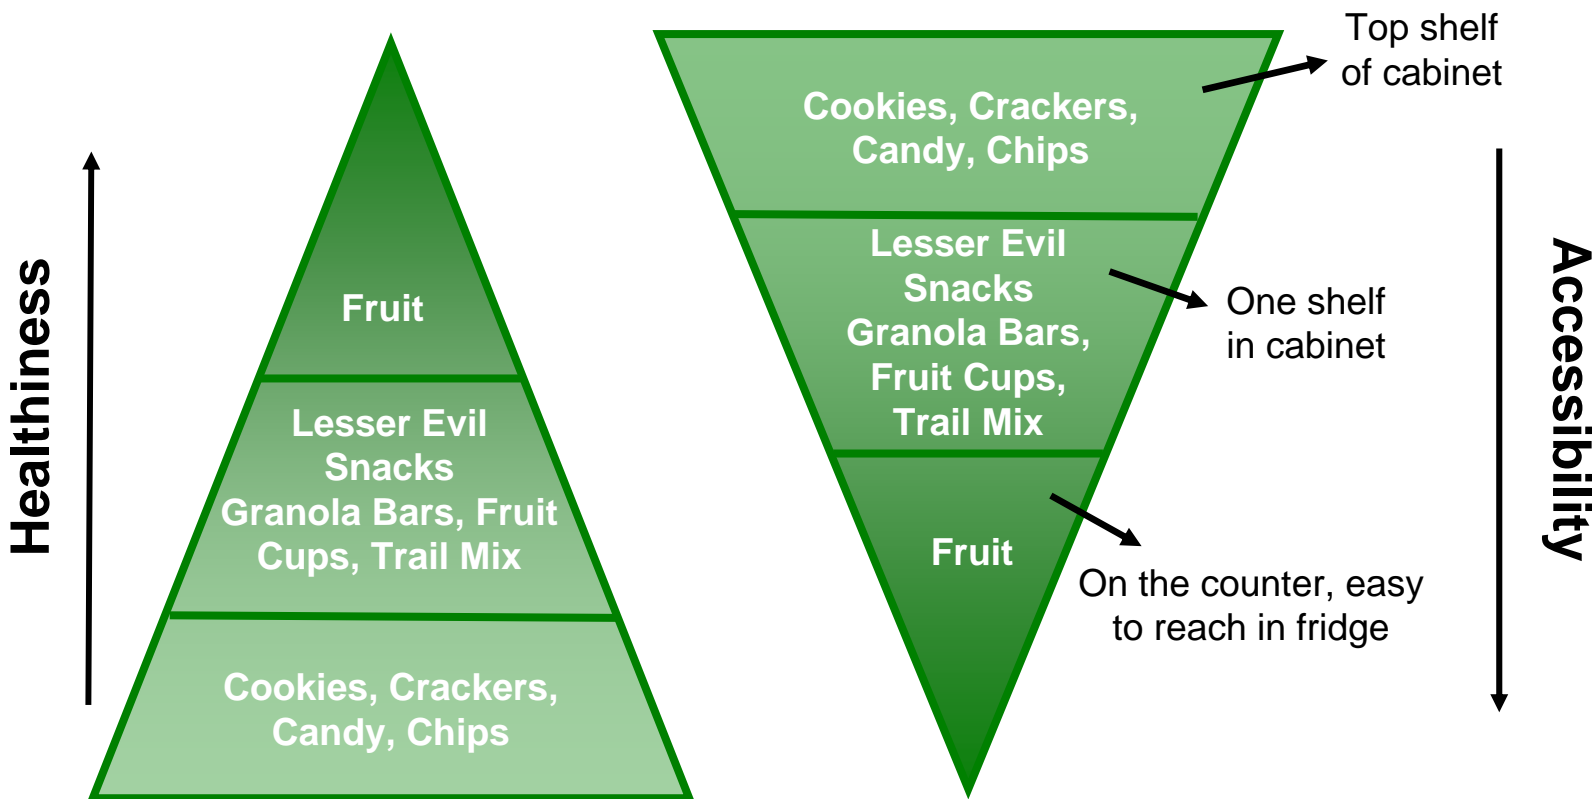 Healthiness
Fruit
Lesser Evil
Snacks
Granola Bars, Fruit
Cups, Trail Mix
Cookies, Crackers,
Candy, Chips
Cookies, Crackers,
Candy, Chips
Lesser Evil
Snacks
Granola Bars,
Fruit Cups,
Trail Mix
Fruit
Top shelf
of cabinet
One shelf
in cabinet
On the counter, easy
to reach in fridge
Accessibility